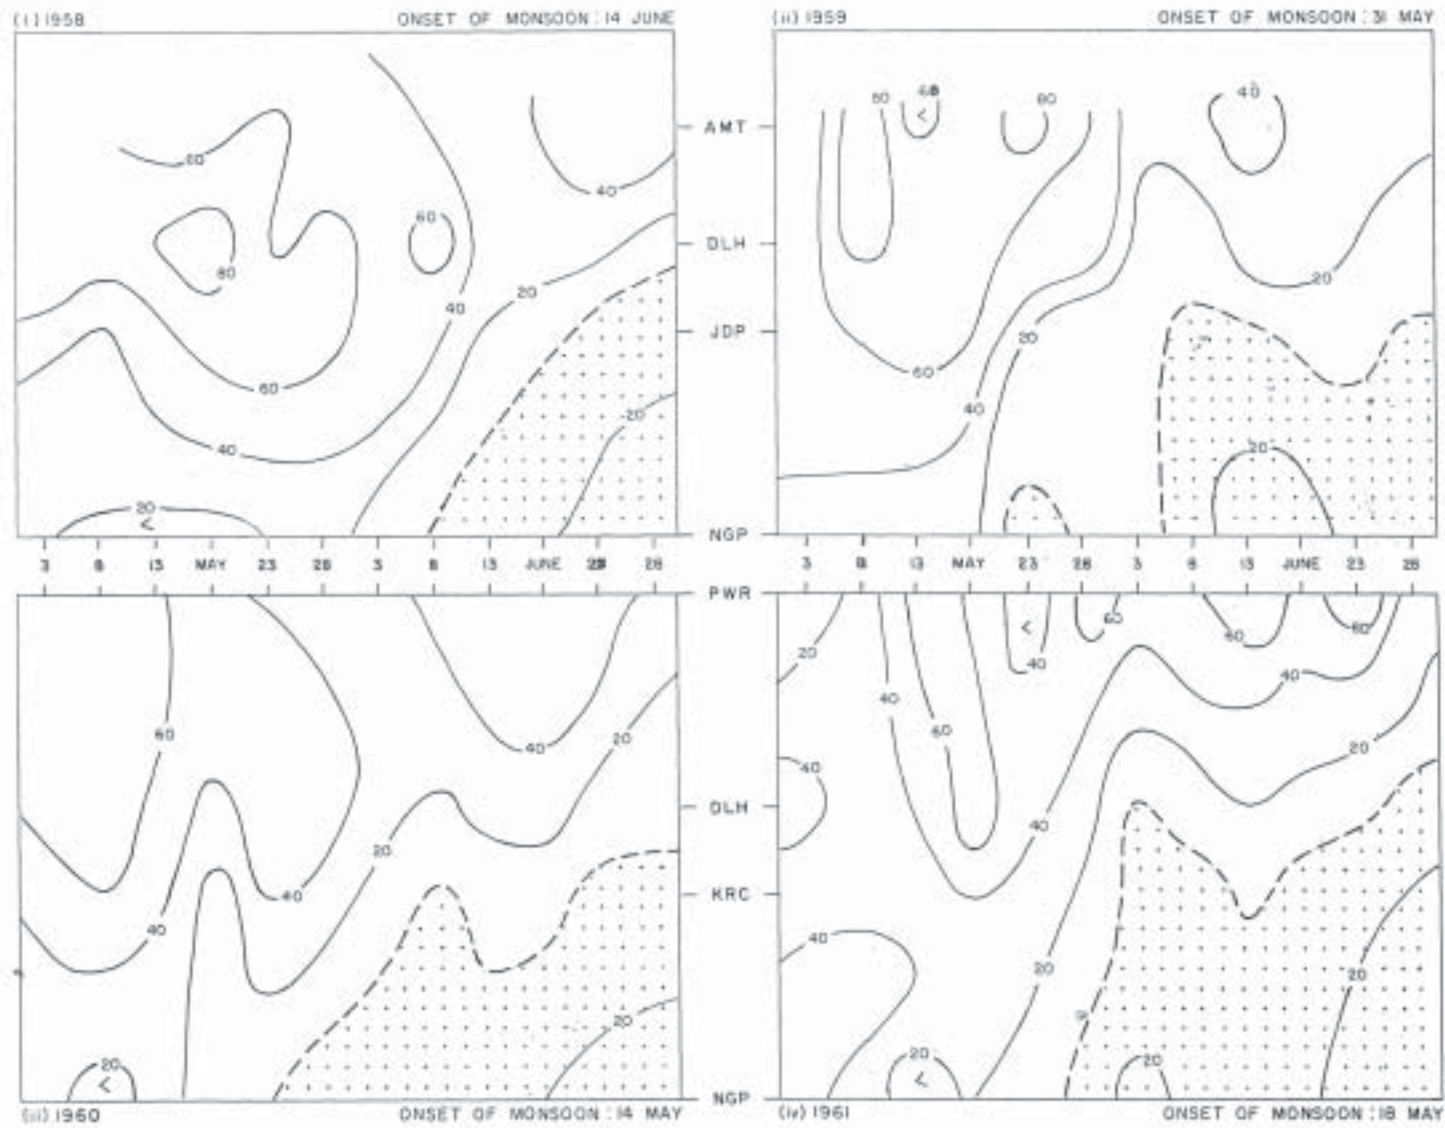 (i) 1958 ONSET OF MONSOON : 14 JUNE (ii) 1959 ONSET OF MONSOON : 31 MAY
60 80 60 40 40 20 60 40 20 20 <
AMT
DLH
JDP
NGP
80 60 < 60 40 20 20 60 40 20
3 8 13 MAY 23 28 3 8 13 JUNE 28
3 8 13 MAY 23 28 3 8 13 JUNE 23 28
PWR
DLH
KRC
NGP
60 40 20 20 40 40 20 20 <
20 40 60 < 40 60 60 60 40 20 40 40 40 20 20 20 < 20
(iii) 1960 ONSET OF MONSOON : 14 MAY (iv) 1961 ONSET OF MONSOON : 18 MAY